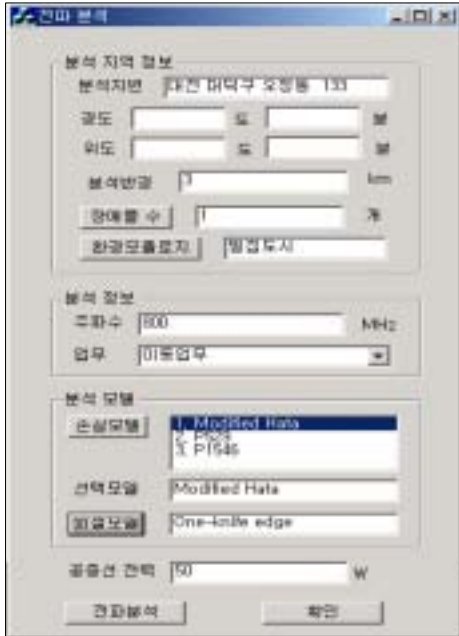 전파 분석
분석 지역 정보
분석지번 대전 대덕구 오정동 133
경도 도 분
위도 도 분
분석반경 3 km
장애물 수 1 개
환경모폴로지 밀집도시
분석 정보
주파수 800 MHz
업무 이동업무
분석 모델
손실모델 1. Modified Hata
2. P529
3. P1546
선택모델 Modified Hata
회절모델 One-knife edge
공중선 전력 50 W
전파분석 확인